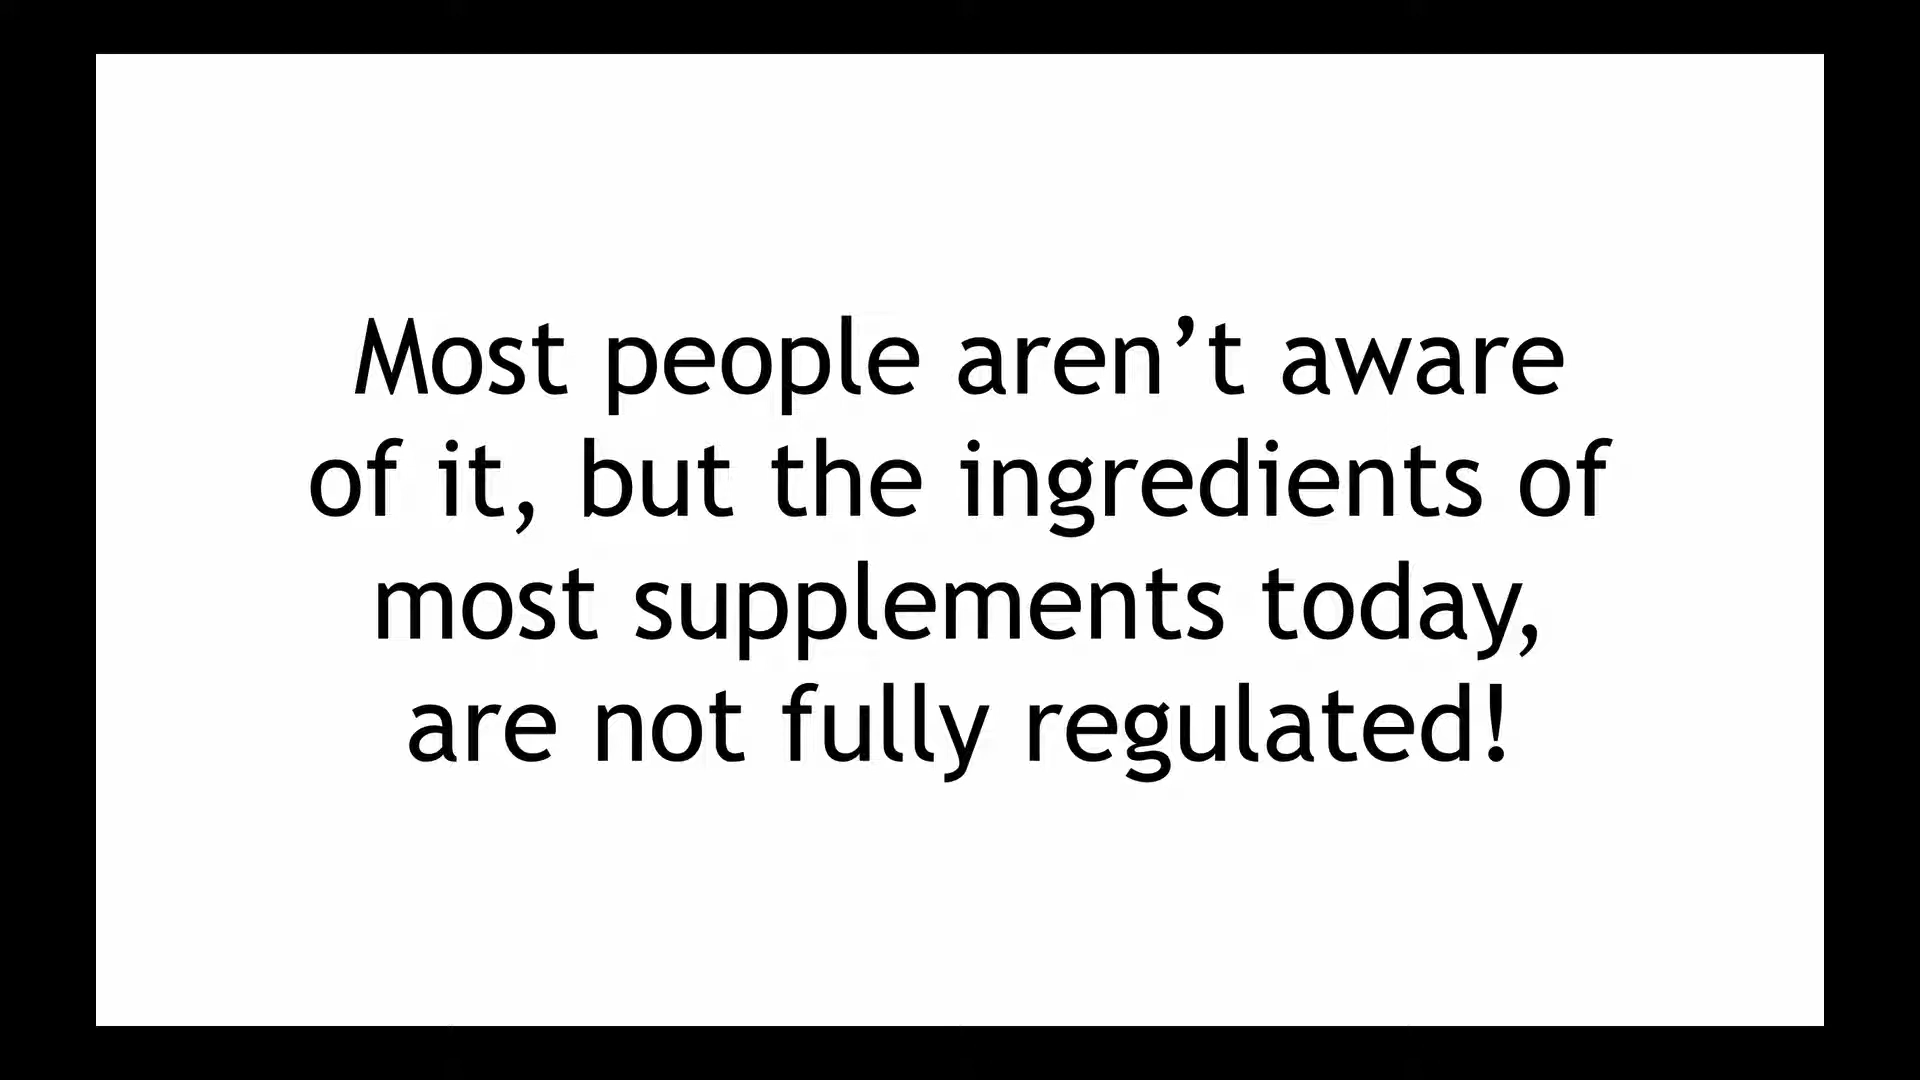 Most people aren’t aware
of it, but the ingredients of
most supplements today,
are not fully regulated!